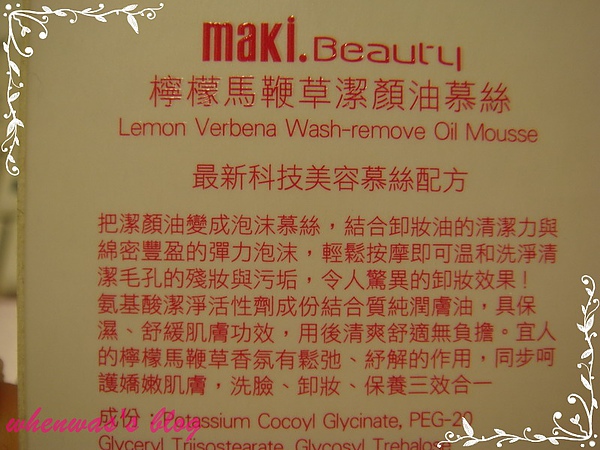 maki.Beauty
檸檬馬鞭草潔顏油慕絲
Lemon Verbena Wash-remove Oil Mousse
最新科技美容慕絲配方
把潔顏油變成泡沫慕絲，結合卸妝油的清潔力與
綿密豐盈的彈力泡沫，輕鬆按摩即可温和洗淨清
潔毛孔的殘妝與污垢，令人驚異的卸妝效果！
氨基酸潔淨活性劑成份結合質純潤膚油，具保
濕、舒緩肌膚功效，用後清爽舒適無負擔。宜人
的檸檬馬鞭草香氛有鬆弛、紓解的作用，同步呵
護嬌嫩肌膚，洗臉、卸妝、保養三效合一
成份：Potassium Cocoyl Glycinate, PEG-20
Glyceryl Triisostearate, Glycosyl Trehalose
whenwas's blog